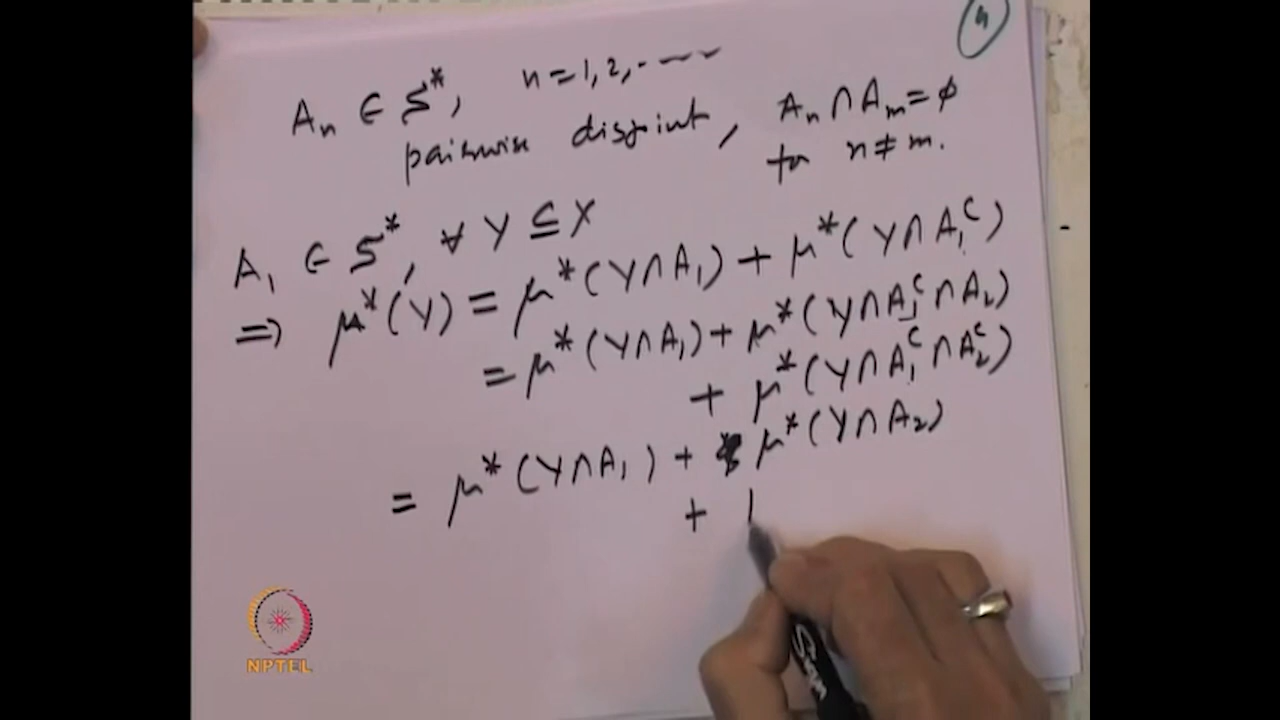 4
Aₙ ∈ S*, n = 1, 2, ----
pairwise disjoint, Aₙ ∩ Aₘ = φ
for n ≠ m.
A₁ ∈ S*, ∀ Y ⊆ X
⇒ μ*(Y) = μ*(Y∩A₁) + μ*(Y∩A₁ᶜ)
= μ*(Y∩A₁) + μ*(Y∩A₁ᶜ∩A₂)
+ μ*(Y∩A₁ᶜ∩A₂ᶜ)
= μ*(Y∩A₁) + μ*(Y∩A₂)
+
NPTEL